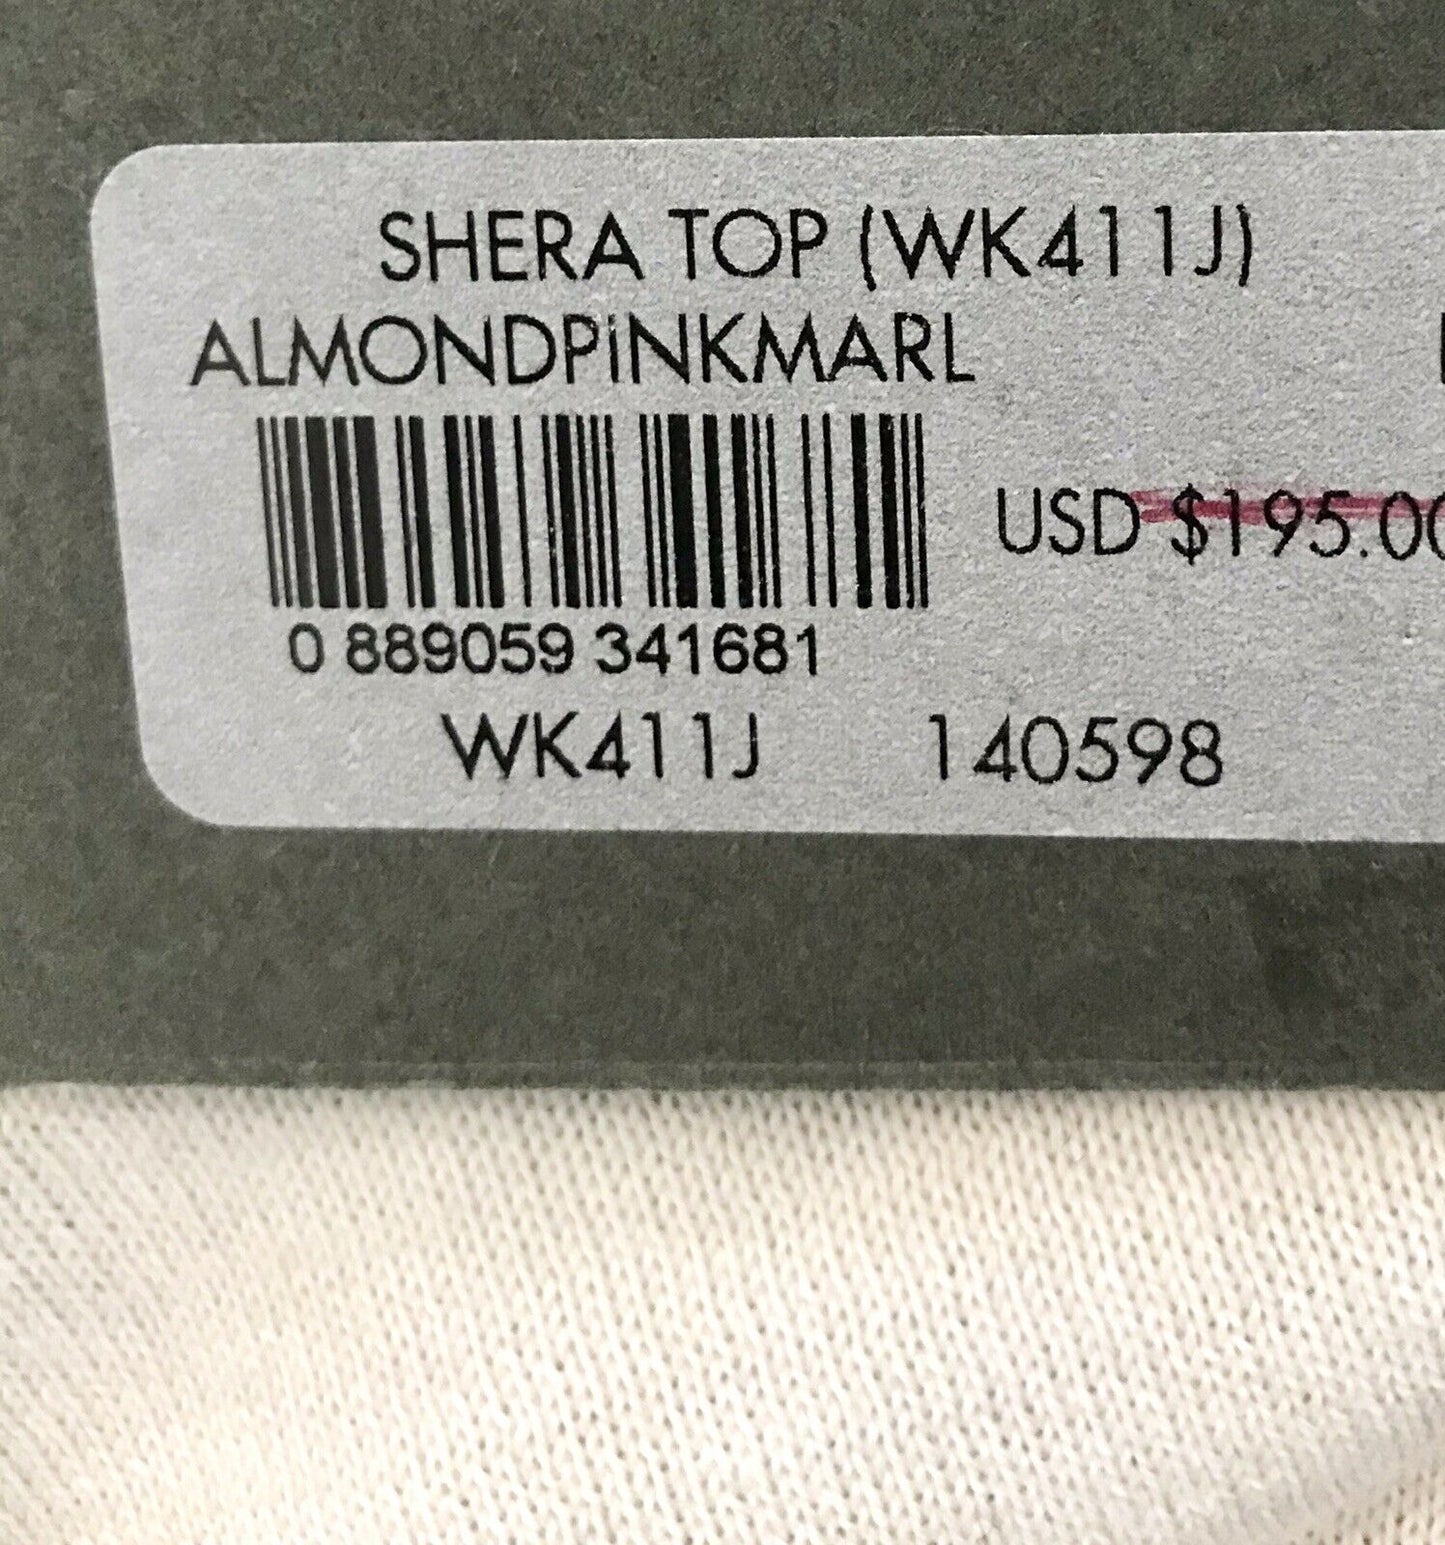 SHERA TOP (WK411J)
ALMONDPiNKMARL
USD $195.00
0 889059 341681
WK411J 140598